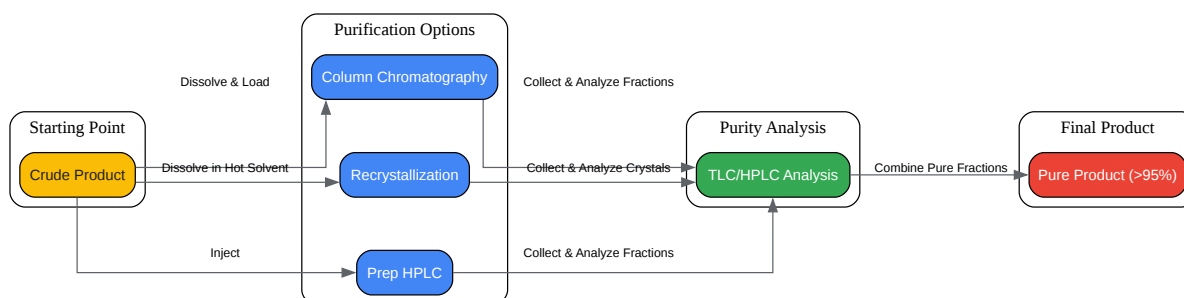 Purification Options
Column Chromatography
Dissolve & Load
Collect & Analyze Fractions
Starting Point
Purity Analysis
Final Product
Crude Product
Dissolve in Hot Solvent
Recrystallization
Collect & Analyze Crystals
TLC/HPLC Analysis
Combine Pure Fractions
Pure Product (>95%)
Inject
Prep HPLC
Collect & Analyze Fractions